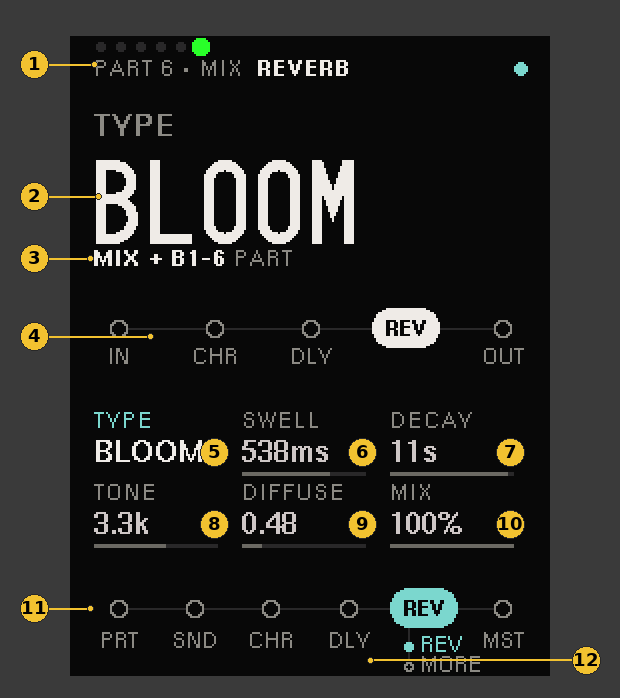 1 PART 6 · MIX REVERB
TYPE
2 BLOOM
3 MIX + B1-6 PART
4 REV
IN CHR DLY OUT
TYPE SWELL DECAY
BLOOM 5 538ms 6 11s 7
TONE DIFFUSE MIX
3.3k 8 0.48 9 100% 10
11 REV
PRT SND CHR DLY REV MST
MORE 12